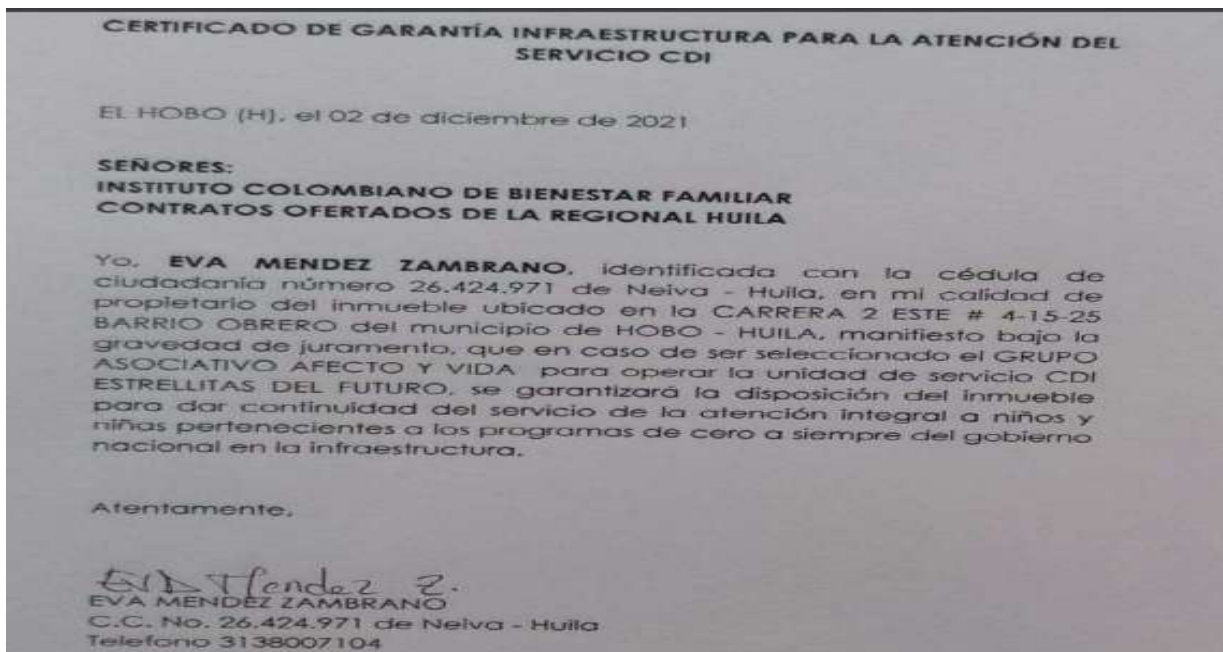 CERTIFICADO DE GARANTÍA INFRAESTRUCTURA PARA LA ATENCIÓN DEL
SERVICIO CDI
EL HOBO (H), el 02 de diciembre de 2021
SEÑORES:
INSTITUTO COLOMBIANO DE BIENESTAR FAMILIAR
CONTRATOS OFERTADOS DE LA REGIONAL HUILA
Yo, EVA MENDEZ ZAMBRANO, identificada con la cédula de
ciudadanía número 26.424.971 de Neiva - Huila, en mi calidad de
propietario del inmueble ubicado en la CARRERA 2 ESTE # 4-15-25
BARRIO OBRERO del municipio de HOBO - HUILA, manifiesto bajo la
gravedad de juramento, que en caso de ser seleccionado el GRUPO
ASOCIATIVO AFECTO Y VIDA para operar la unidad de servicio CDI
ESTRELLITAS DEL FUTURO, se garantizará la disposición del inmueble
para dar continuidad del servicio de la atención integral a niños y
niñas pertenecientes a los programas de cero a siempre del gobierno
nacional en la infraestructura.
Atentamente,
EVA Mendez Z.
EVA MENDEZ ZAMBRANO
C.C. No. 26.424.971 de Neiva - Huila
Telefono 3138007104